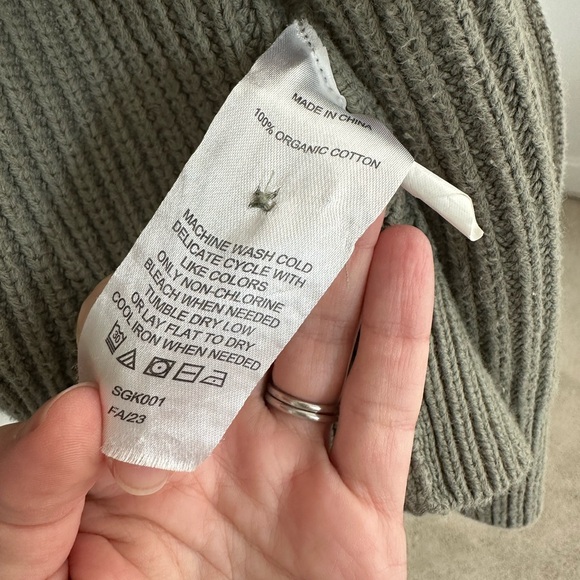 MADE IN CHINA
100% ORGANIC COTTON
MACHINE WASH COLD
DELICATE CYCLE WITH
LIKE COLORS
ONLY NON-CHLORINE
BLEACH WHEN NEEDED
TUMBLE DRY LOW
OR LAY FLAT TO DRY
COOL IRON WHEN NEEDED
30
SGK001
FA/23